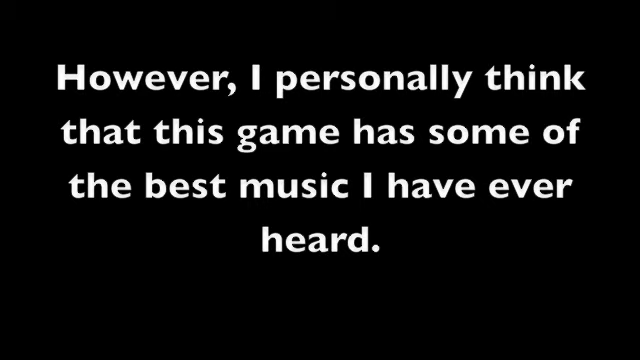 However, I personally think
that this game has some of
the best music I have ever
heard.